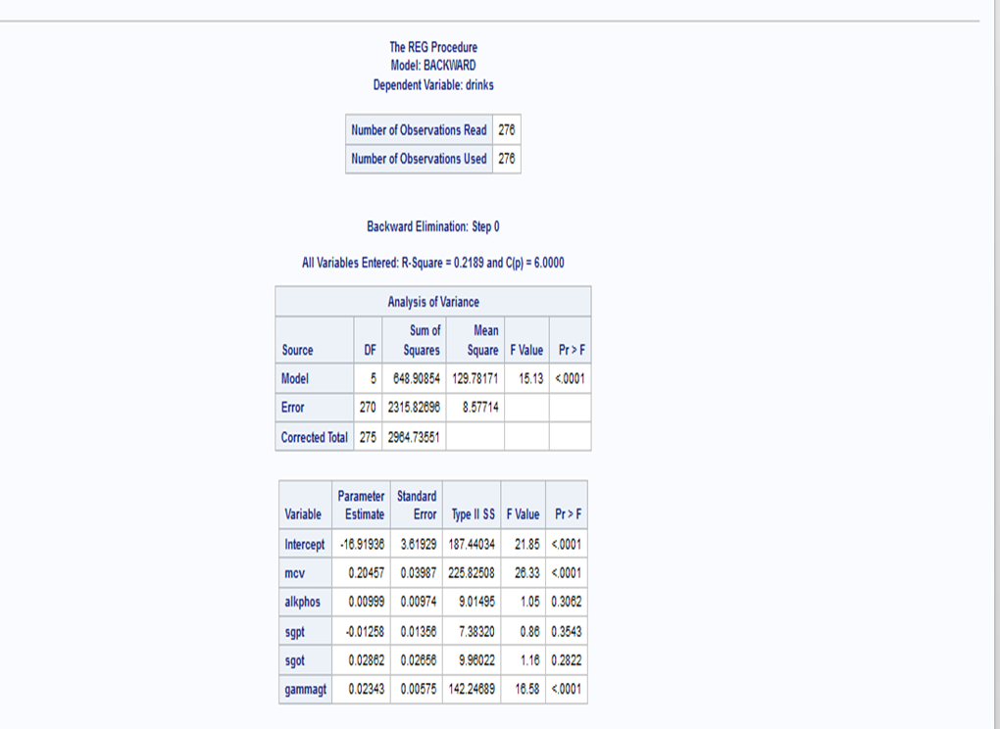 The REG Procedure
Model: BACKWARD
Dependent Variable: drinks
Number of Observations Read 276
Number of Observations Used 276
Backward Elimination: Step 0
All Variables Entered: R-Square = 0.2189 and C(p) = 6.0000
Analysis of Variance
Source DF Sum of Squares Mean Square F Value Pr > F
Model 5 648.90854 129.78171 15.13 <.0001
Error 270 2315.82696 8.57714
Corrected Total 275 2964.73551
Variable Parameter Estimate Standard Error Type II SS F Value Pr > F
Intercept -16.91936 3.61929 187.44034 21.85 <.0001
mcv 0.20457 0.03987 225.82508 26.33 <.0001
alkphos 0.00999 0.00974 9.01495 1.05 0.3062
sgpt -0.01258 0.01356 7.38320 0.86 0.3543
sgot 0.02862 0.02656 9.96022 1.16 0.2822
gammagt 0.02343 0.00575 142.24689 16.58 <.0001